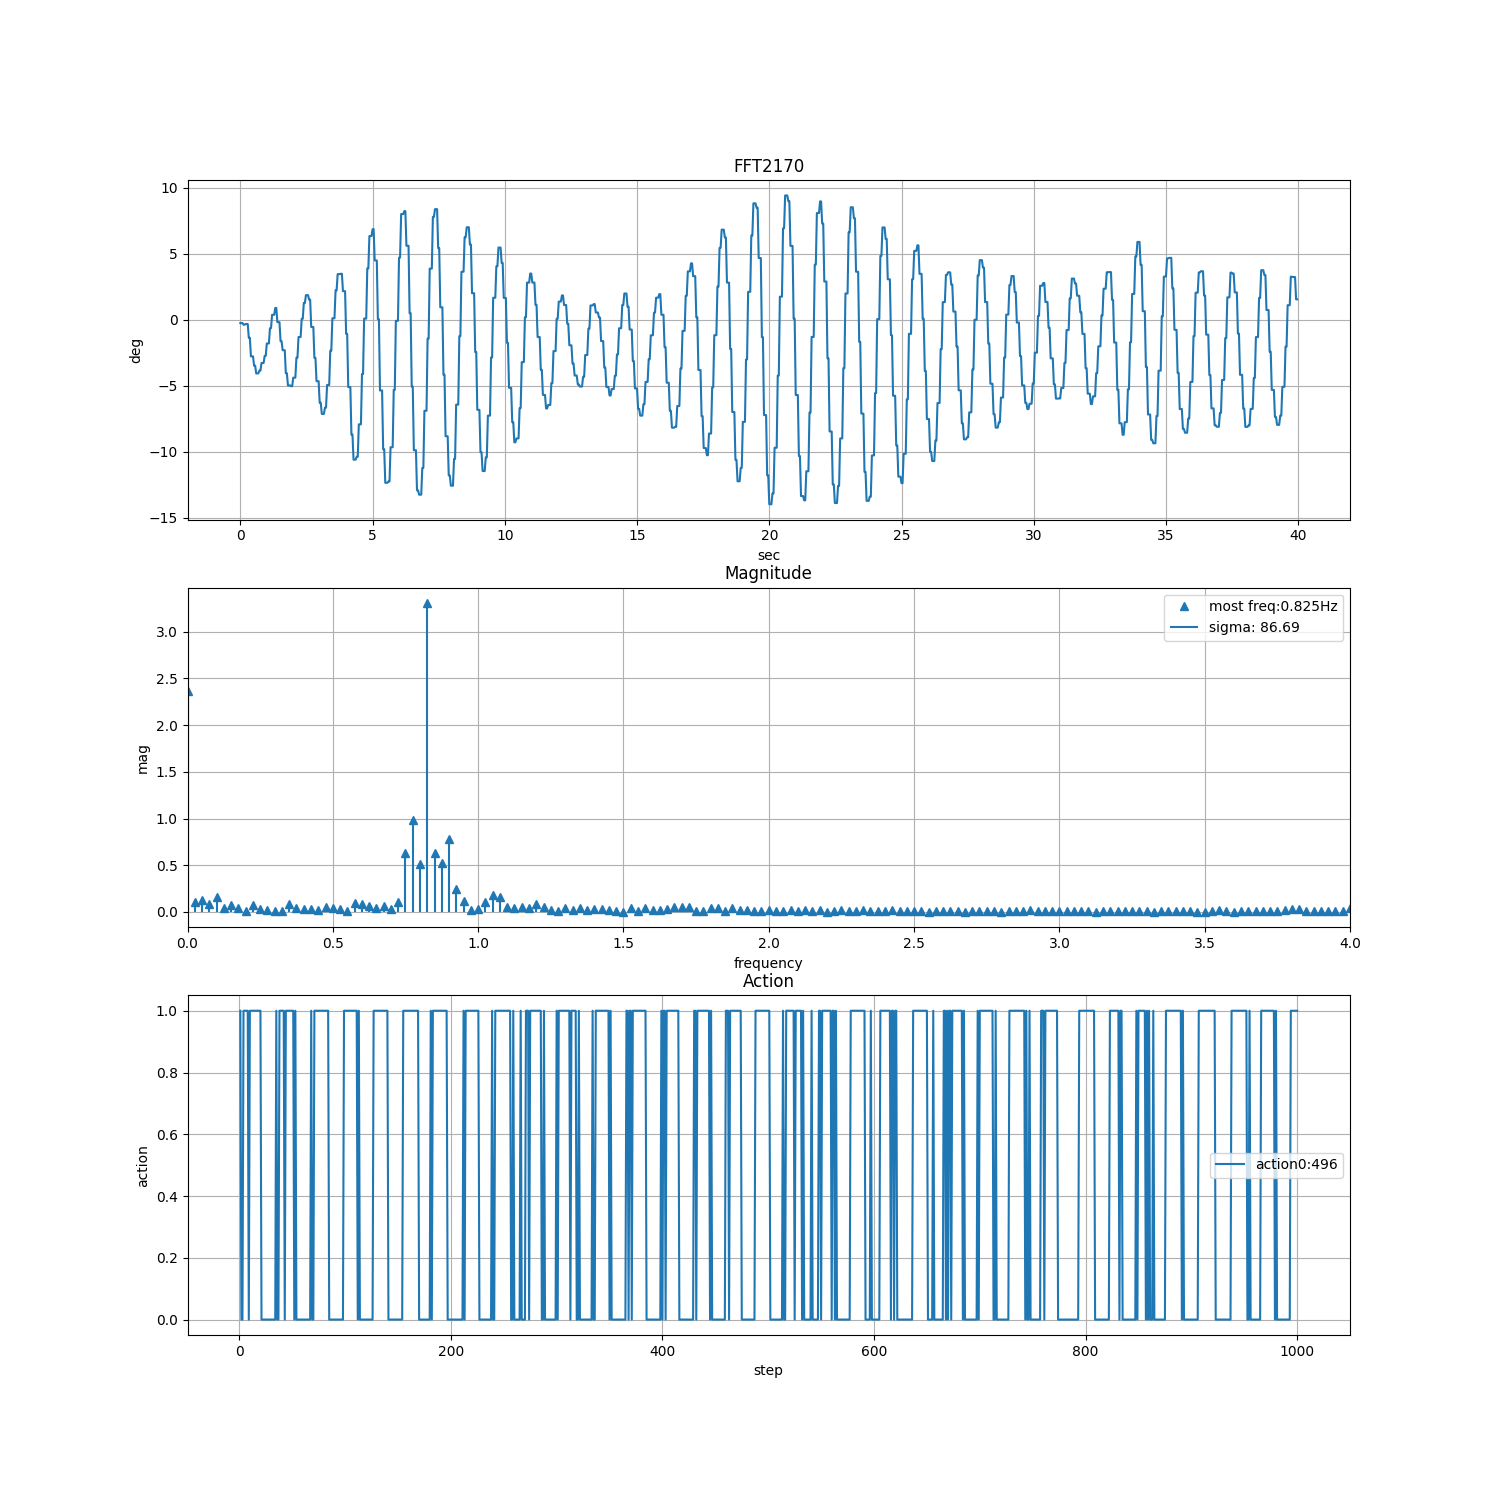 FFT2170
10
5
0
−5
−10
−15
deg
0 5 10 15 20 25 30 35 40
sec
Magnitude
most freq:0.825Hz
sigma: 86.69
3.0
2.5
2.0
1.5
1.0
0.5
0.0
mag
0.0 0.5 1.0 1.5 2.0 2.5 3.0 3.5 4.0
frequency
Action
1.0
0.8
0.6
0.4
0.2
0.0
action
action0:496
0 200 400 600 800 1000
step